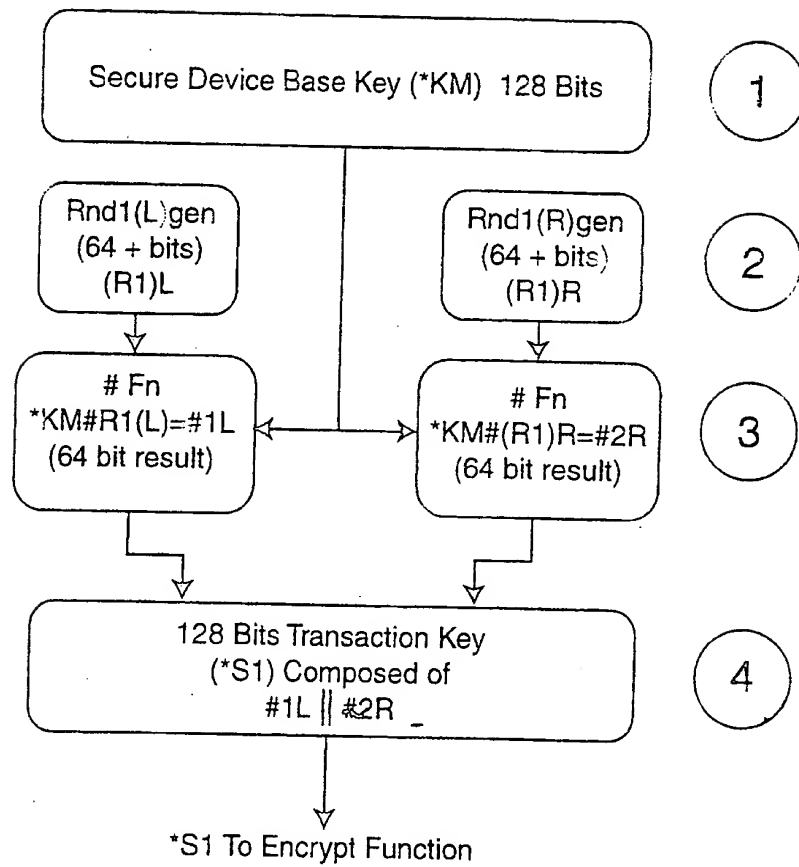 Secure Device Base Key (*KM) 128 Bits
1
Rnd1(L)gen
(64 + bits)
(R1)L
Rnd1(R)gen
(64 + bits)
(R1)R
2
# Fn
*KM#R1(L)=#1L
(64 bit result)
# Fn
*KM#(R1)R=#2R
(64 bit result)
3
128 Bits Transaction Key
(*S1) Composed of
#1L || #2R
4
*S1 To Encrypt Function